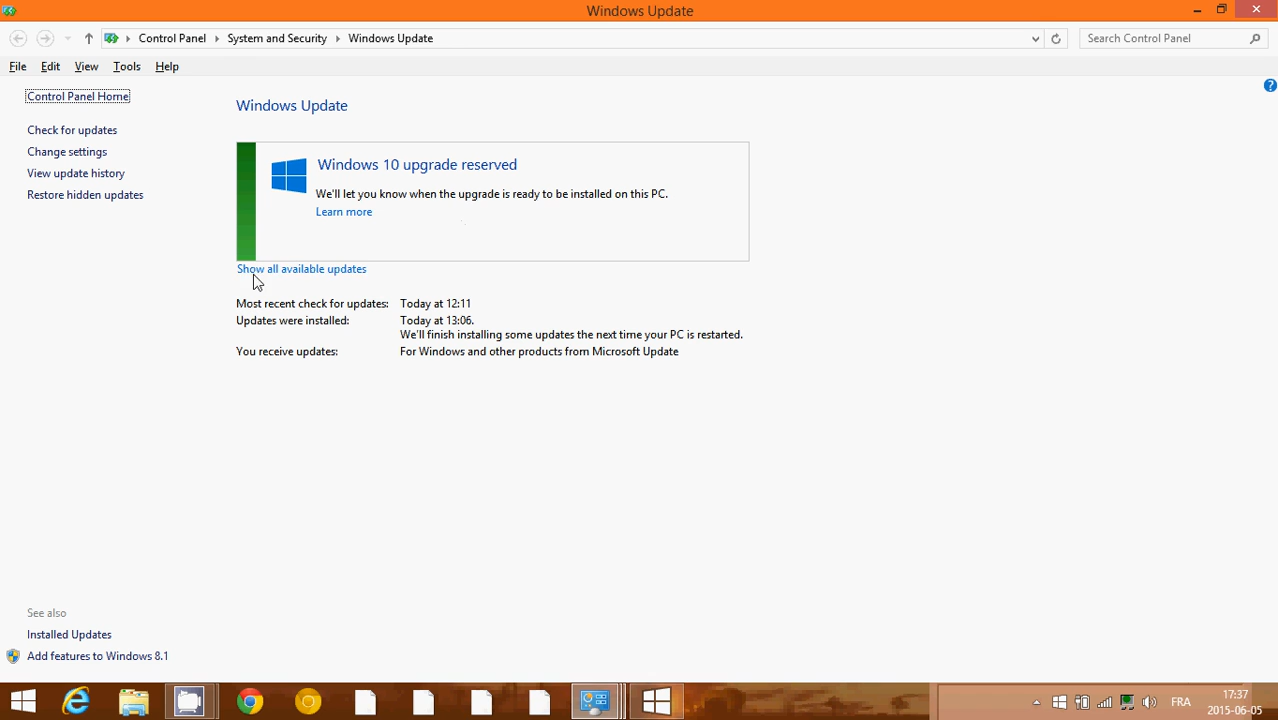 Windows Update
Control Panel System and Security Windows Update
Search Control Panel
File Edit View Tools Help
Control Panel Home
Check for updates
Change settings
View update history
Restore hidden updates
Windows Update
Windows 10 upgrade reserved
We'll let you know when the upgrade is ready to be installed on this PC.
Learn more
Show all available updates
Most recent check for updates: Today at 12:11
Updates were installed: Today at 13:06.
We'll finish installing some updates the next time your PC is restarted.
You receive updates: For Windows and other products from Microsoft Update
See also
Installed Updates
Add features to Windows 8.1
FRA
17:37
2015-06-05